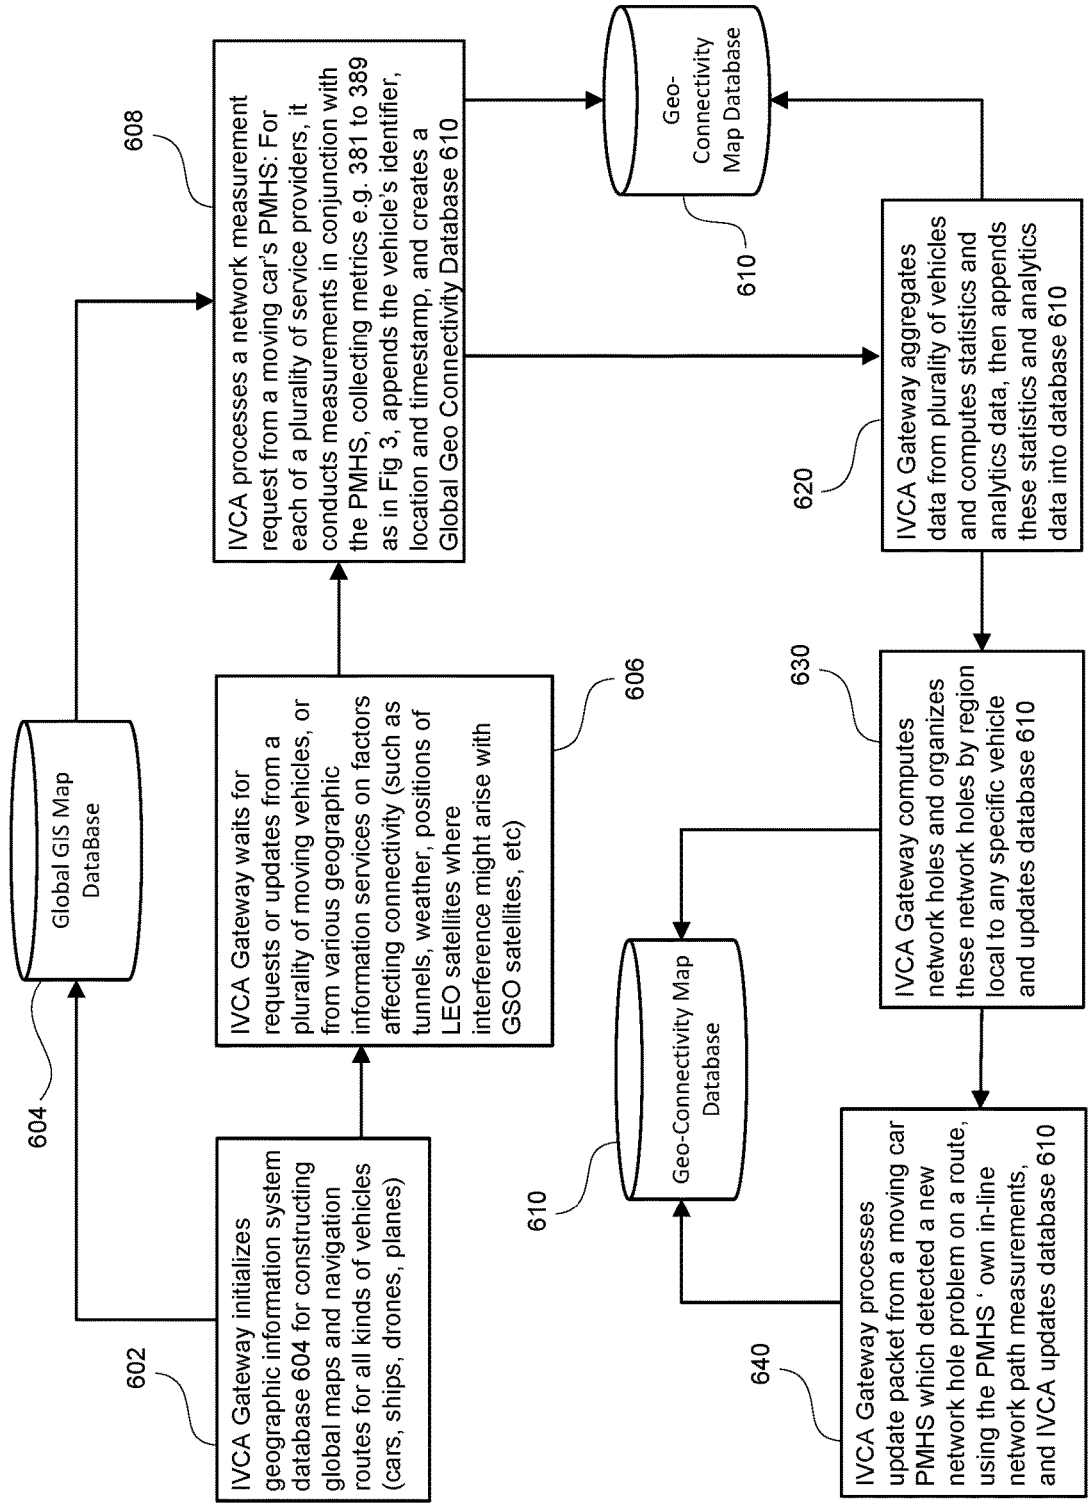 602
IVCA Gateway initializes
geographic information system
database 604 for constructing
global maps and navigation
routes for all kinds of vehicles
(cars, ships, drones, planes)
604
Global GIS Map
DataBase
IVCA Gateway waits for
requests or updates from a
plurality of moving vehicles, or
from various geographic
information services on factors
affecting connectivity (such as
tunnels, weather, positions of
LEO satellites where
interference might arise with
GSO satellites, etc)
606
608
IVCA processes a network measurement
request from a moving car's PMHS: For
each of a plurality of service providers, it
conducts measurements in conjunction with
the PMHS, collecting metrics e.g. 381 to 389
as in Fig 3, appends the vehicle's identifier,
location and timestamp, and creates a
Global Geo Connectivity Database 610
Geo-
Connectivity
Map Database
610
620
IVCA Gateway aggregates
data from plurality of vehicles
and computes statistics and
analytics data, then appends
these statistics and analytics
data into database 610
630
IVCA Gateway computes
network holes and organizes
these network holes by region
local to any specific vehicle
and updates database 610
610
Geo-Connectivity Map
Database
640
IVCA Gateway processes
update packet from a moving car
PMHS which detected a new
network hole problem on a route,
using the PMHS ‘ own in-line
network path measurements,
and IVCA updates database 610